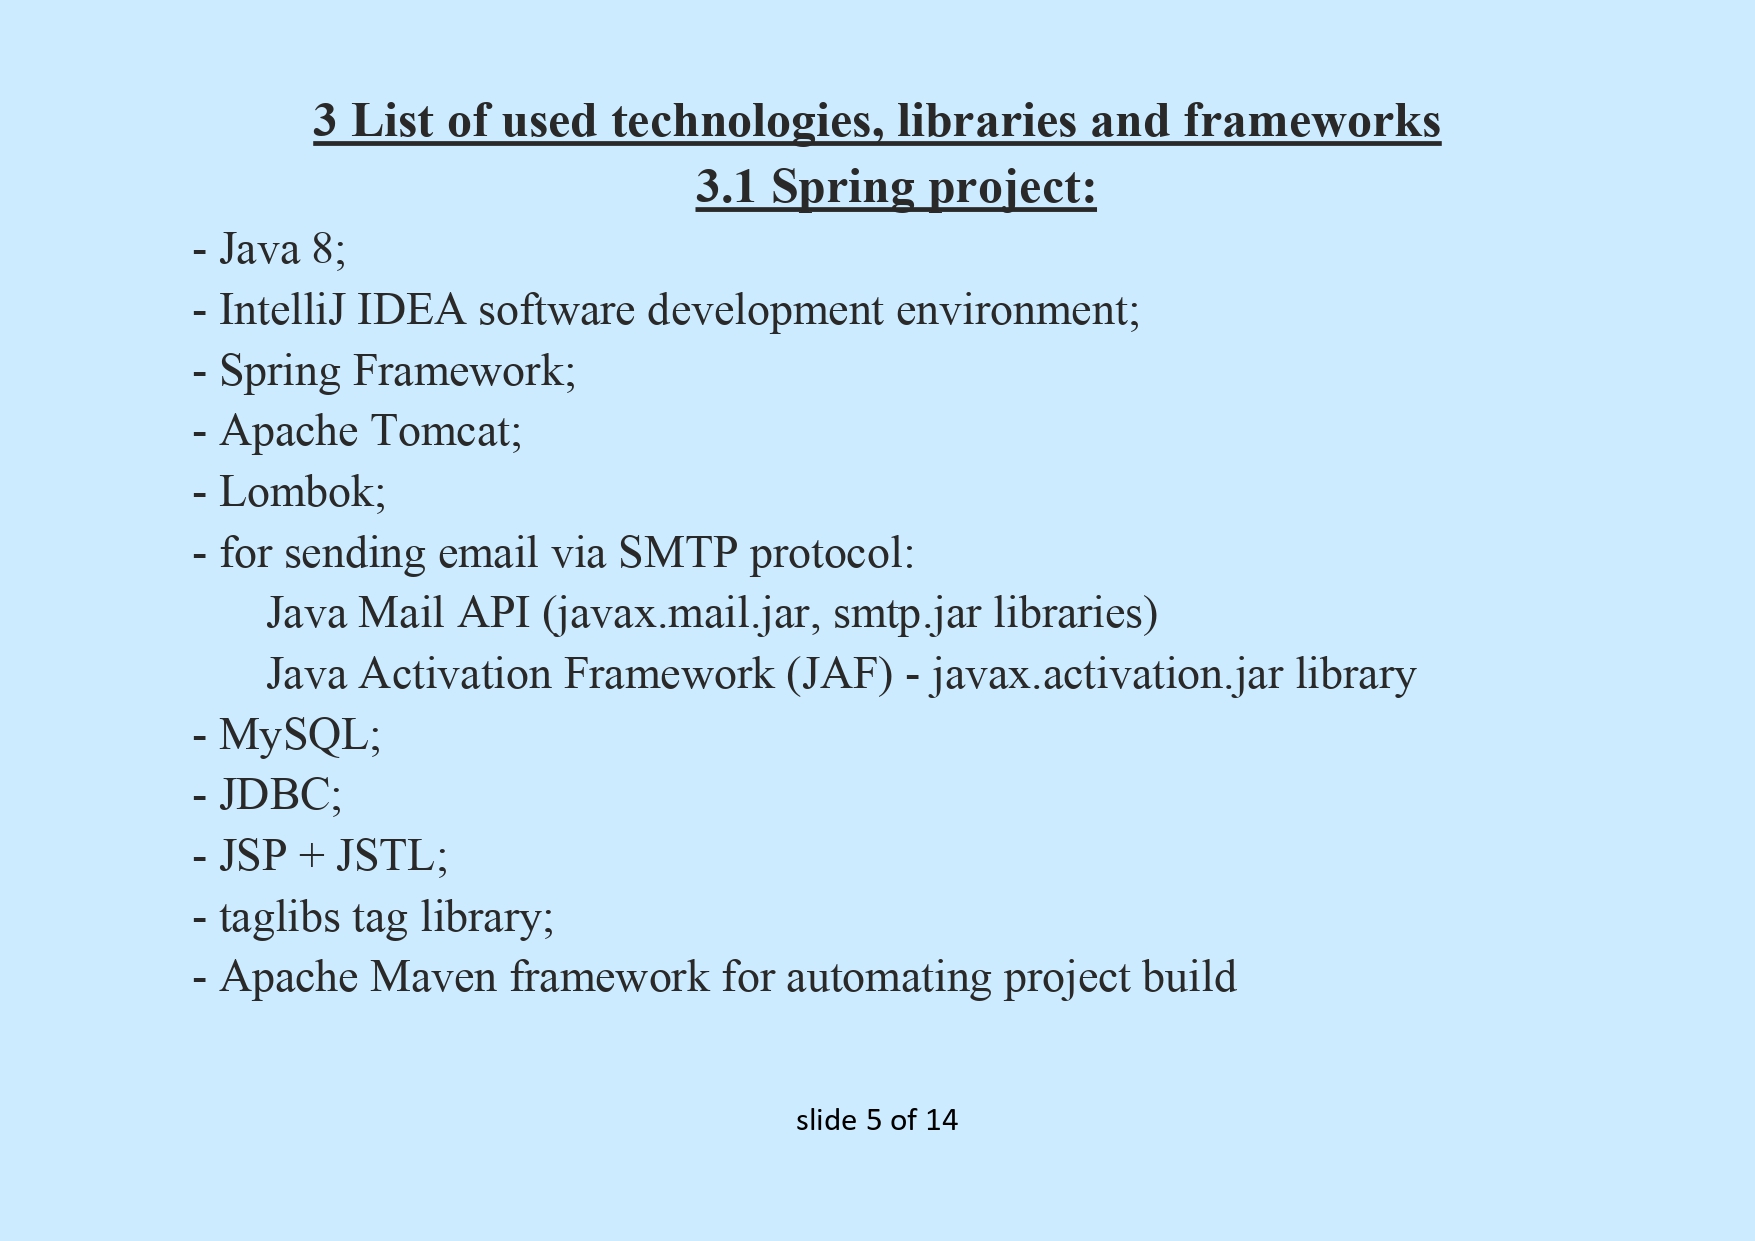 3 List of used technologies, libraries and frameworks
3.1 Spring project:
- Java 8;
- IntelliJ IDEA software development environment;
- Spring Framework;
- Apache Tomcat;
- Lombok;
- for sending email via SMTP protocol:
Java Mail API (javax.mail.jar, smtp.jar libraries)
Java Activation Framework (JAF) - javax.activation.jar library
- MySQL;
- JDBC;
- JSP + JSTL;
- taglibs tag library;
- Apache Maven framework for automating project build
slide 5 of 14